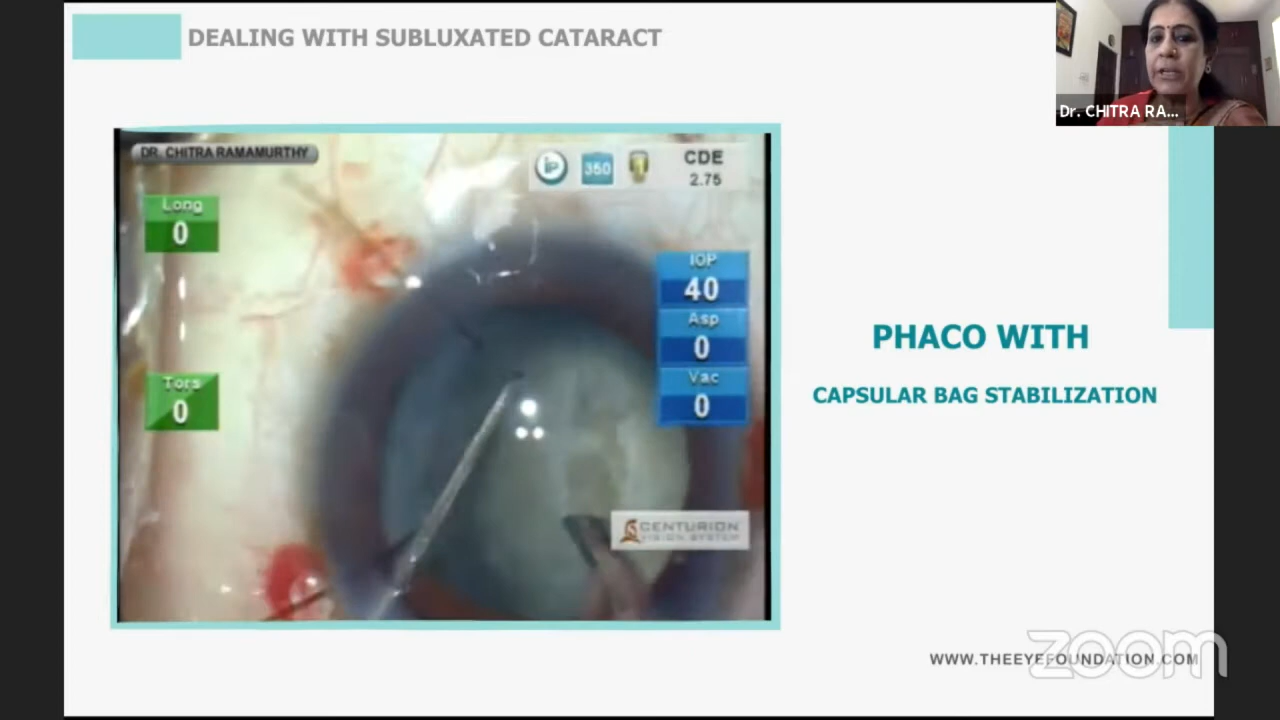 DEALING WITH SUBLUXATED CATARACT
Dr. CHITRA RA...
DR. CHITRA RAMAMURTHY
iP
350
CDE
2.75
Long
0
IOP
40
Asp
0
Tors
0
Vac
0
CENTURION
VISION SYSTEM
PHACO WITH
CAPSULAR BAG STABILIZATION
WWW.THEEYEFOUNDATION.COM
zoom